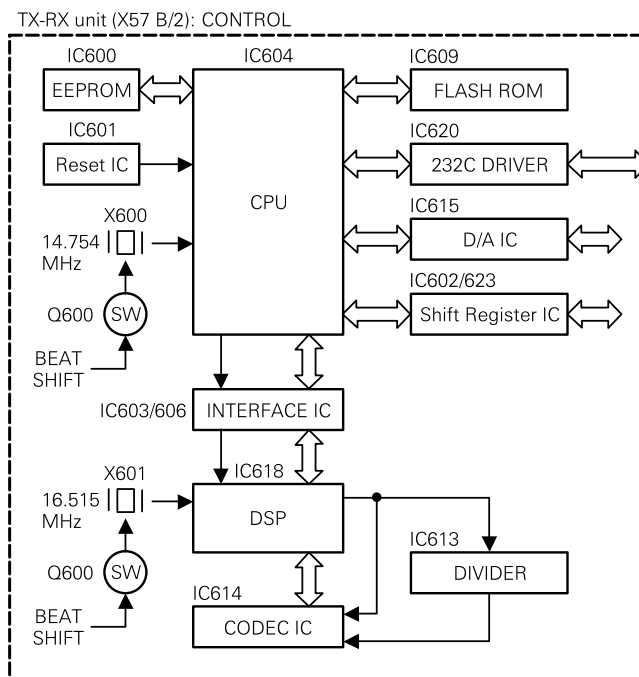 TX-RX unit (X57 B/2): CONTROL
IC600
EEPROM
IC604
CPU
IC609
FLASH ROM
IC601
Reset IC
IC620
232C DRIVER
X600
14.754
MHz
IC615
D/A IC
Q600
SW
IC602/623
Shift Register IC
BEAT
SHIFT
IC603/606
INTERFACE IC
X601
16.515
MHz
IC618
DSP
IC613
DIVIDER
Q600
SW
IC614
CODEC IC
BEAT
SHIFT